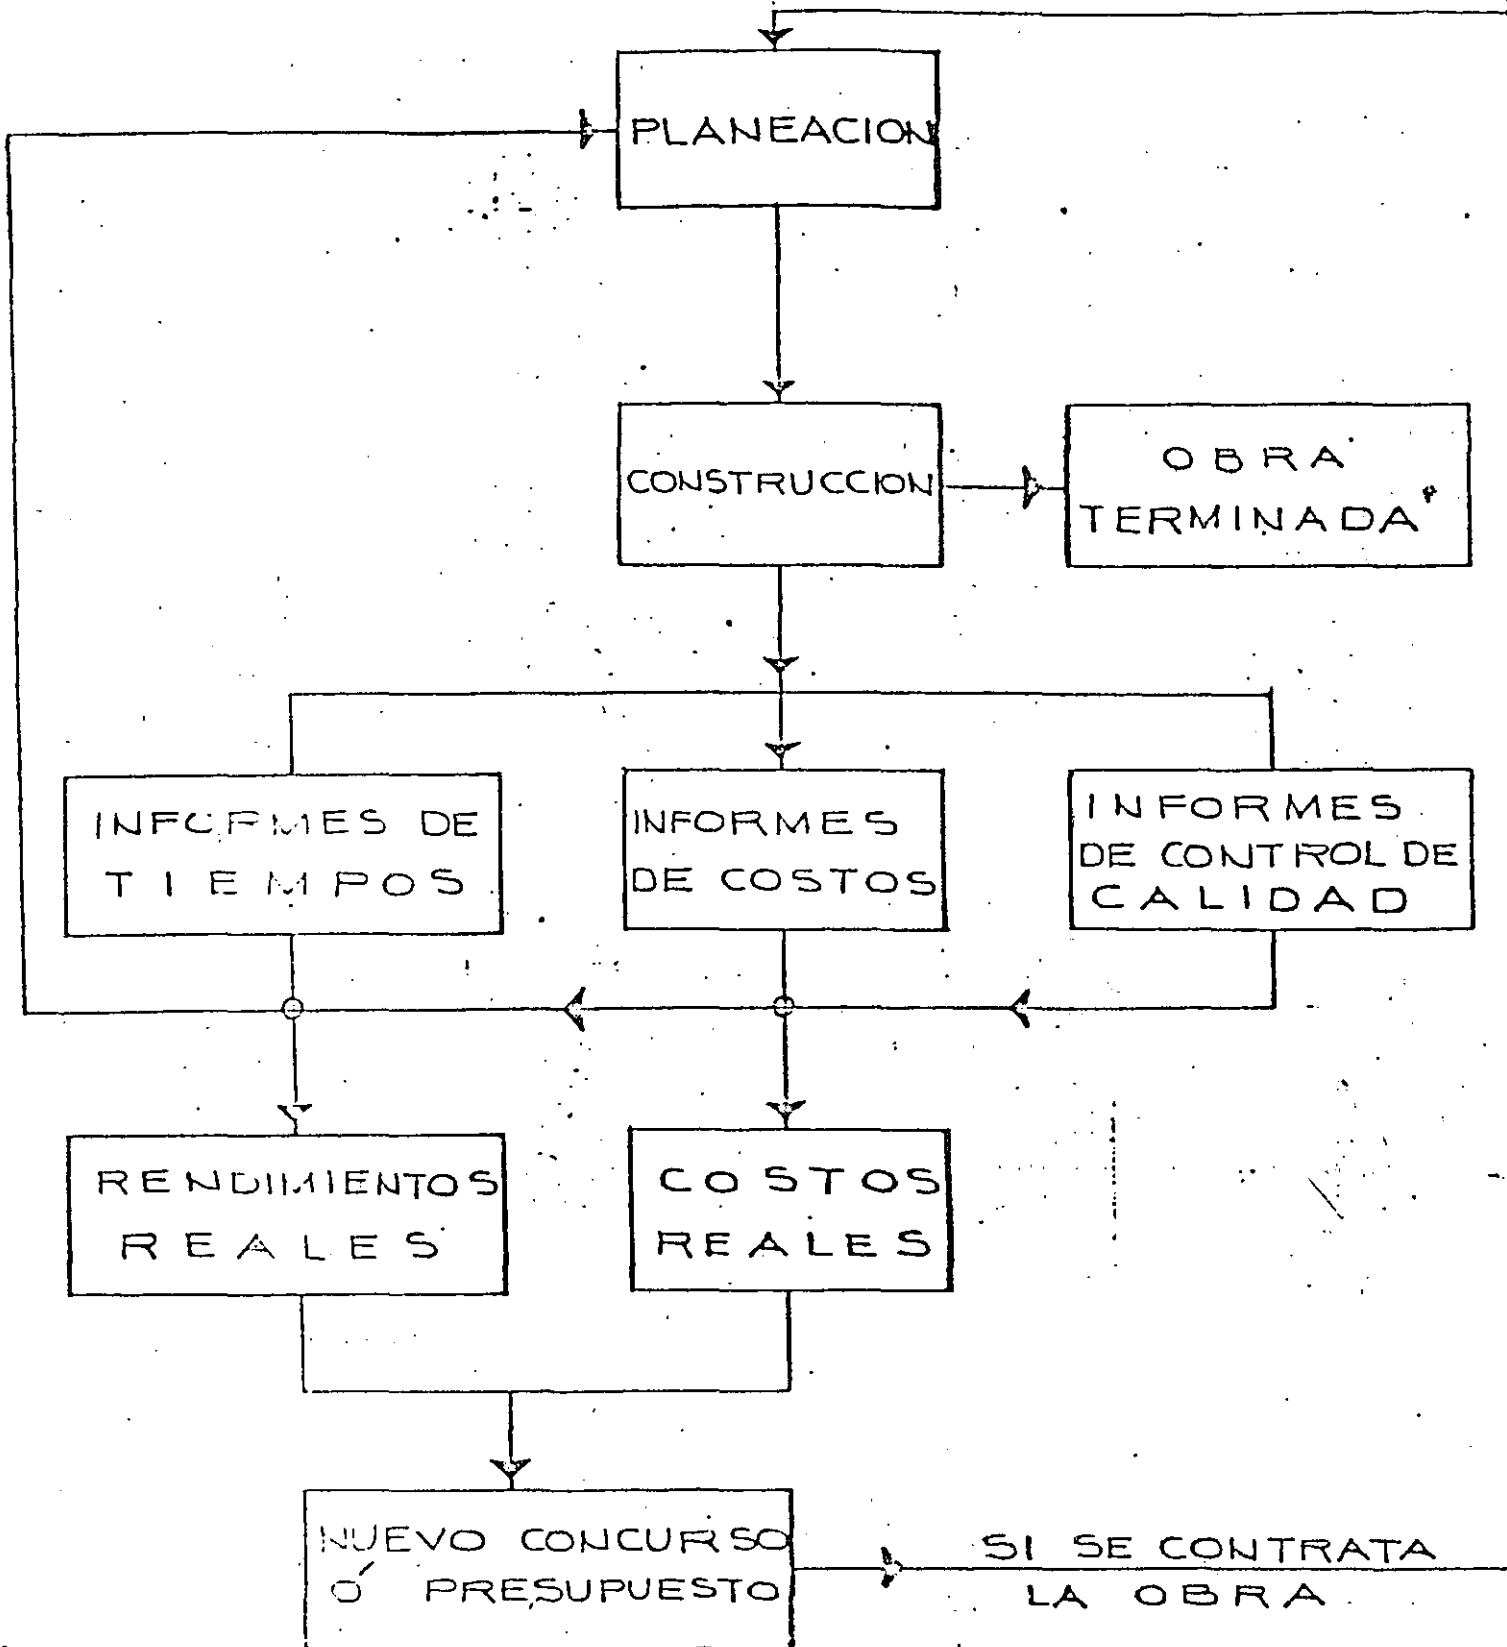 PLANEACION
CONSTRUCCION
OBRA
TERMINADA
INFORMES DE
TIEMPOS
INFORMES
DE COSTOS
INFORMES
DE CONTROL DE
CALIDAD
RENDIMIENTOS
REALES
COSTOS
REALES
NUEVO CONCURSO
Ó PRESUPUESTO
SI SE CONTRATA
LA OBRA